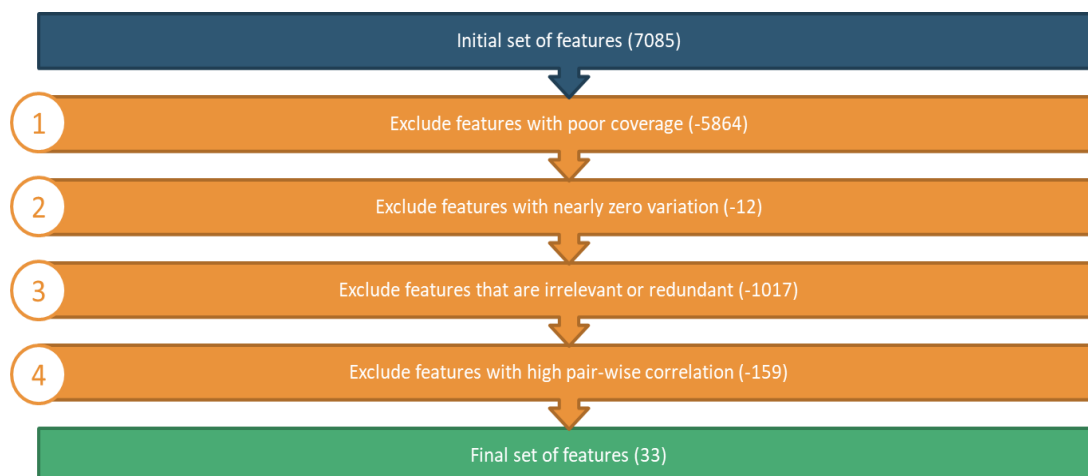 Initial set of features (7085)
1
Exclude features with poor coverage (-5864)
2
Exclude features with nearly zero variation (-12)
3
Exclude features that are irrelevant or redundant (-1017)
4
Exclude features with high pair-wise correlation (-159)
Final set of features (33)